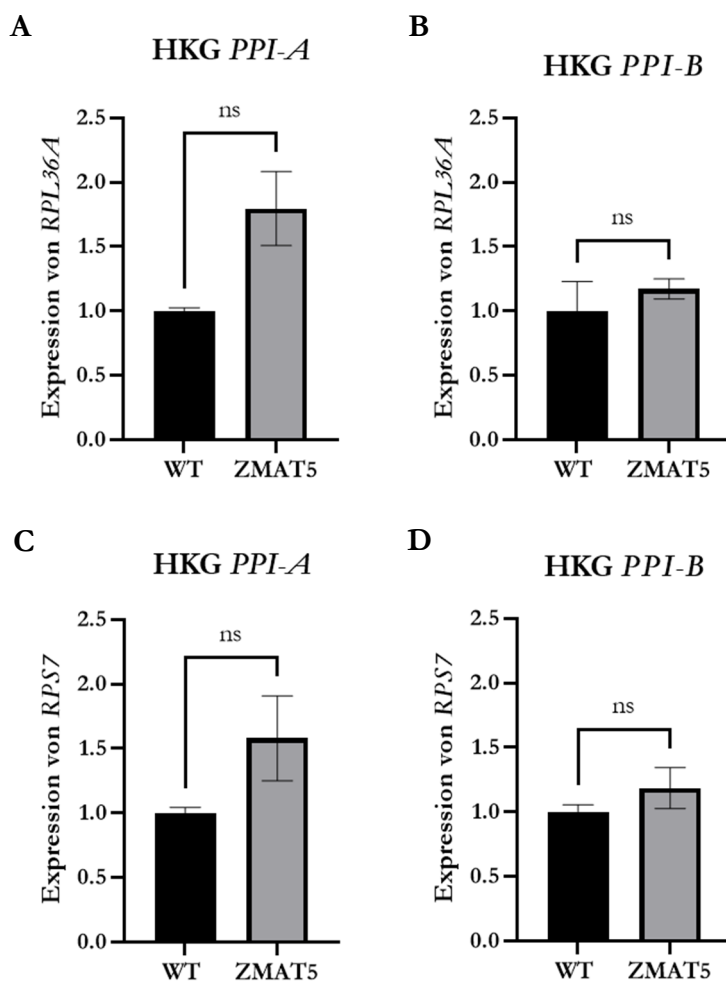 A
HKG PPI-A
Expression von RPL36A
2.5
2.0
1.5
1.0
0.5
0.0
ns
WT
ZMAT5
B
HKG PPI-B
Expression von RPL36A
2.5
2.0
1.5
1.0
0.5
0.0
ns
WT
ZMAT5
C
HKG PPI-A
Expression von RPS7
2.5
2.0
1.5
1.0
0.5
0.0
ns
WT
ZMAT5
D
HKG PPI-B
Expression von RPS7
2.5
2.0
1.5
1.0
0.5
0.0
ns
WT
ZMAT5